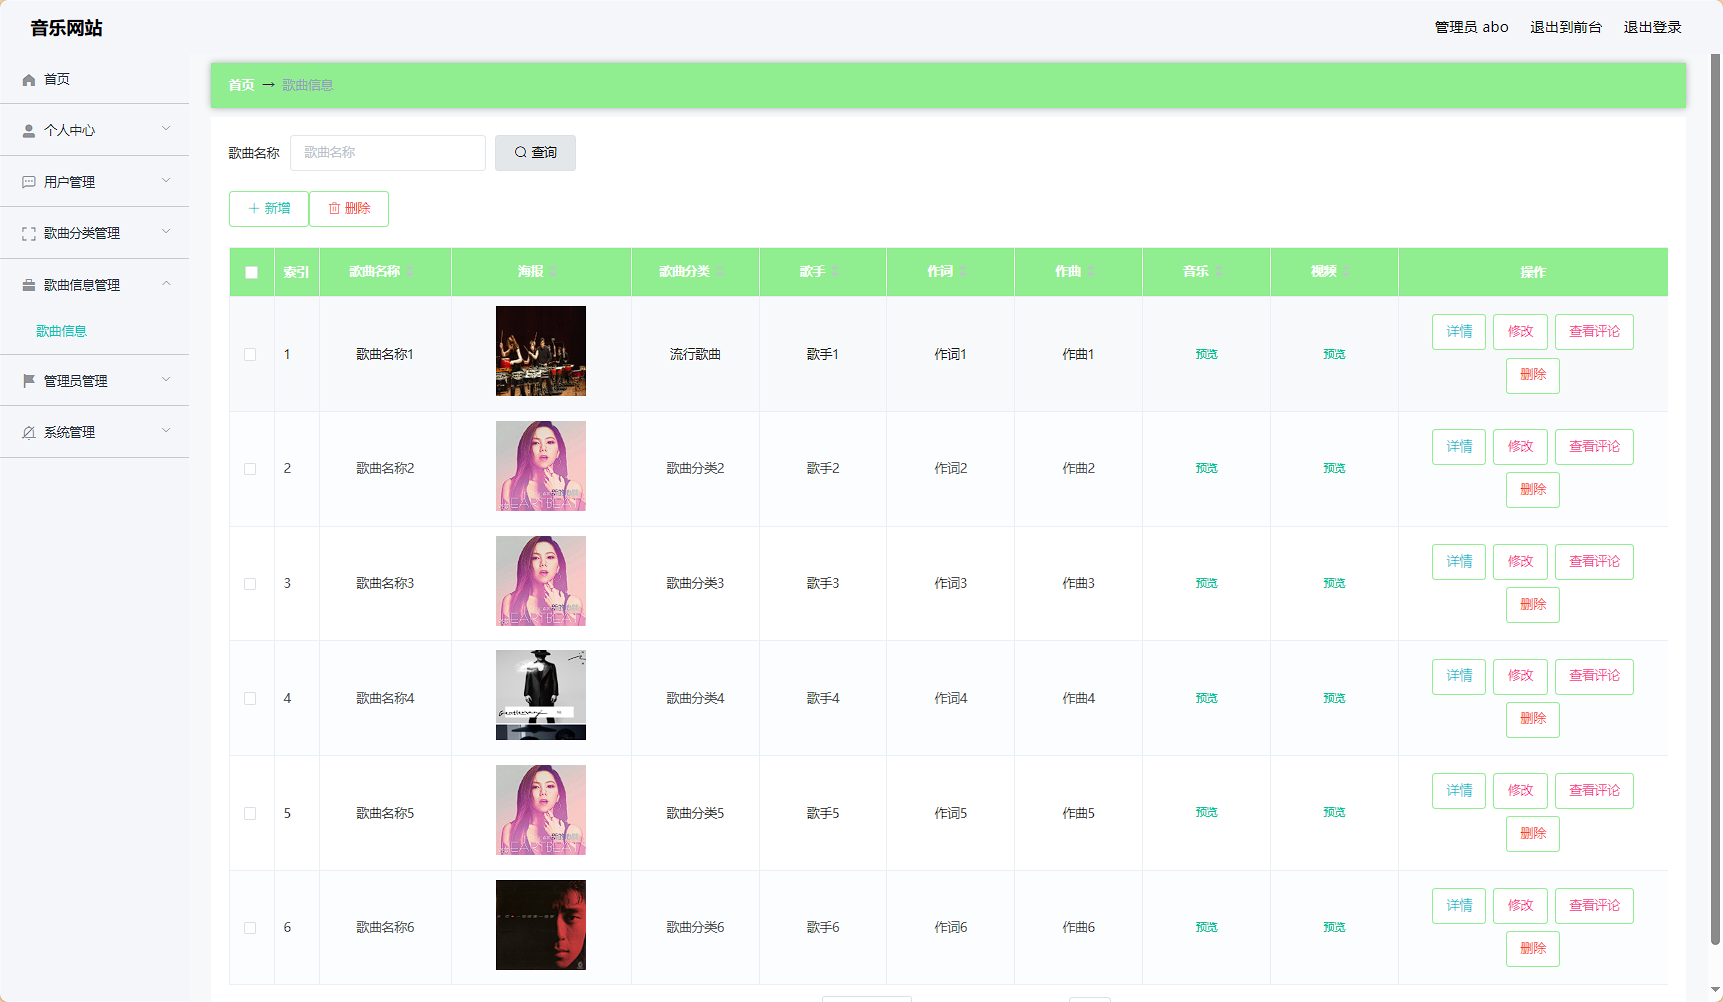 音乐网站
管理员 abo 退出到前台 退出登录
首页
个人中心
用户管理
歌曲分类管理
歌曲信息管理
歌曲信息
管理员管理
系统管理
首页 → 歌曲信息
歌曲名称 歌曲名称 查询
新增 删除
索引 歌曲名称 海报 歌曲分类 歌手 作词 作曲 音乐 视频 操作
1 歌曲名称1 流行歌曲 歌手1 作词1 作曲1 预览 预览 详情 修改 查看评论
删除
2 歌曲名称2 歌曲分类2 歌手2 作词2 作曲2 预览 预览 详情 修改 查看评论
删除
HEARTBEAT
3 歌曲名称3 歌曲分类3 歌手3 作词3 作曲3 预览 预览 详情 修改 查看评论
删除
HEARTBEAT
4 歌曲名称4 歌曲分类4 歌手4 作词4 作曲4 预览 预览 详情 修改 查看评论
删除
5 歌曲名称5 歌曲分类5 歌手5 作词5 作曲5 预览 预览 详情 修改 查看评论
删除
HEARTBEAT
6 歌曲名称6 歌曲分类6 歌手6 作词6 作曲6 预览 预览 详情 修改 查看评论
删除